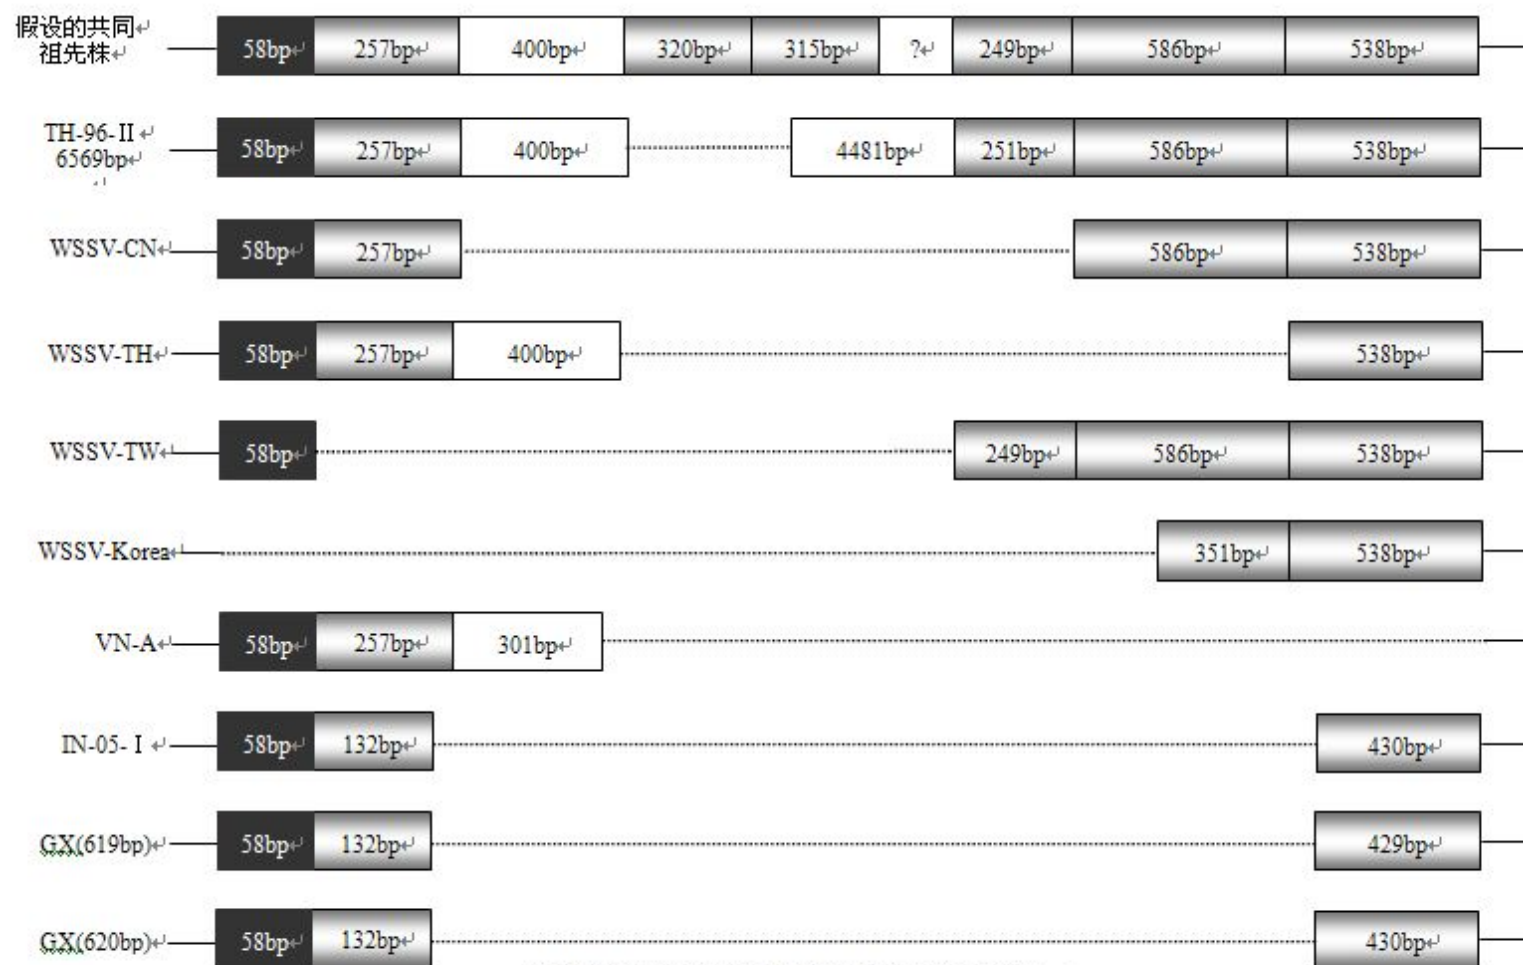 假设的共同
祖先株
58bp 257bp 400bp 320bp 315bp ? 249bp 586bp 538bp
TH-96-Ⅱ
6569bp
58bp 257bp 400bp 4481bp 251bp 586bp 538bp
WSSV-CN 58bp 257bp 586bp 538bp
WSSV-TH 58bp 257bp 400bp 538bp
WSSV-TW 58bp 249bp 586bp 538bp
WSSV-Korea 351bp 538bp
VN-A 58bp 257bp 301bp
IN-05-Ⅰ 58bp 132bp 430bp
GX(619bp) 58bp 132bp 429bp
GX(620bp) 58bp 132bp 430bp